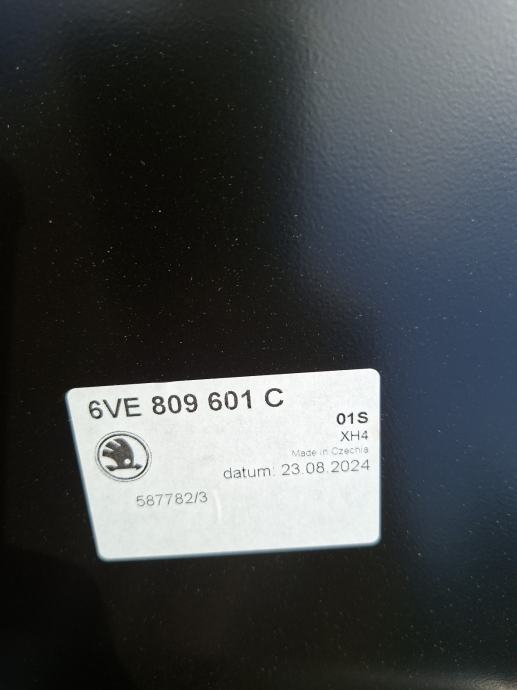 6VE 809 601 C
01S
XH4
Made in Czechia
datum: 23.08.2024
587782/3